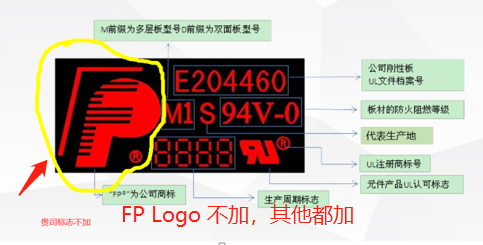 M前缀为多层板型号D前缀为双面板型号
E204460
M1 S 94V-0
8888
公司刚性板
UL文件档案号
板材的防火阻燃等级
代表生产地
UL注册商标号
元件产品UL认可标志
生产周期标志
"FP®"为公司商标
FP Logo 不加，其他都加
贵司标志不加